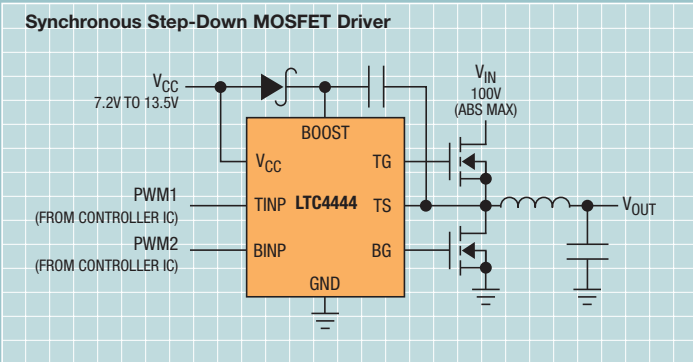 Synchronous Step-Down MOSFET Driver
VCC
7.2V TO 13.5V
VIN
100V
(ABS MAX)
BOOST
VCC
TG
PWM1
(FROM CONTROLLER IC)
TINP
LTC4444
TS
VOUT
PWM2
(FROM CONTROLLER IC)
BINP
BG
GND